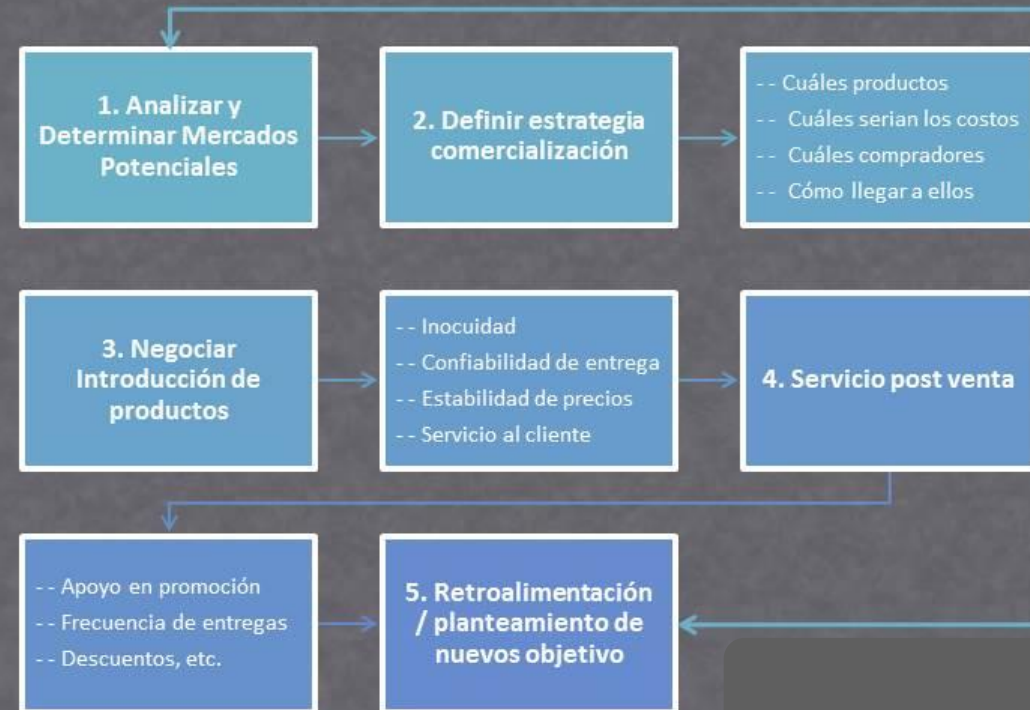 1. Analizar y
Determinar Mercados
Potenciales
2. Definir estrategia
comercialización
- - Cuáles productos
- - Cuáles serian los costos
- - Cuáles compradores
- - Cómo llegar a ellos
3. Negociar
Introducción de
productos
- - Inocuidad
- - Confiabilidad de entrega
- - Estabilidad de precios
- - Servicio al cliente
4. Servicio post venta
- - Apoyo en promoción
- - Frecuencia de entregas
- - Descuentos, etc.
5. Retroalimentación
/ planteamiento de
nuevos objetivo